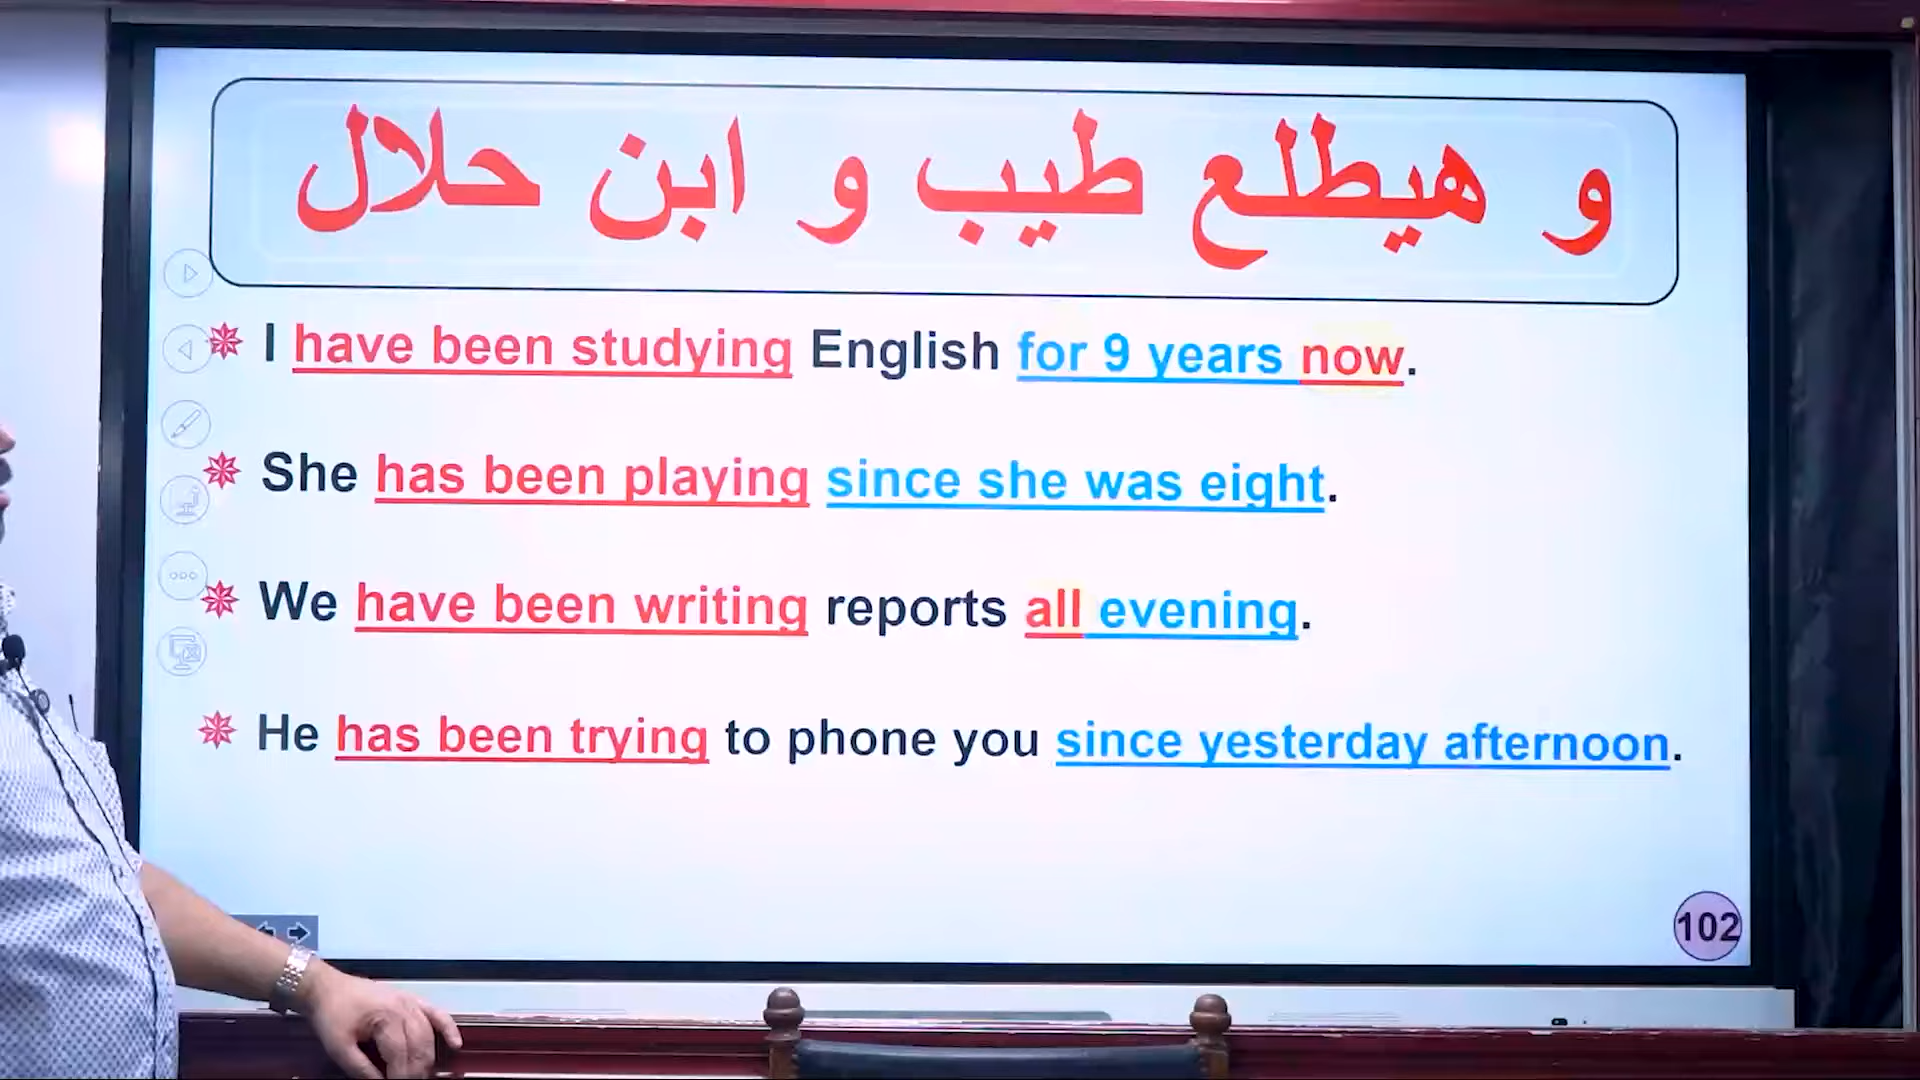 و هيطلع طيب و ابن حلال
I have been studying English for 9 years now.
She has been playing since she was eight.
We have been writing reports all evening.
He has been trying to phone you since yesterday afternoon.
102